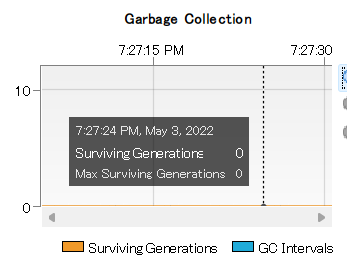 Garbage Collection
7:27:15 PM 7:27:30
10
7:27:24 PM, May 3, 2022
Surviving Generations 0
Max Surviving Generations 0
0
Surviving Generations GC Intervals